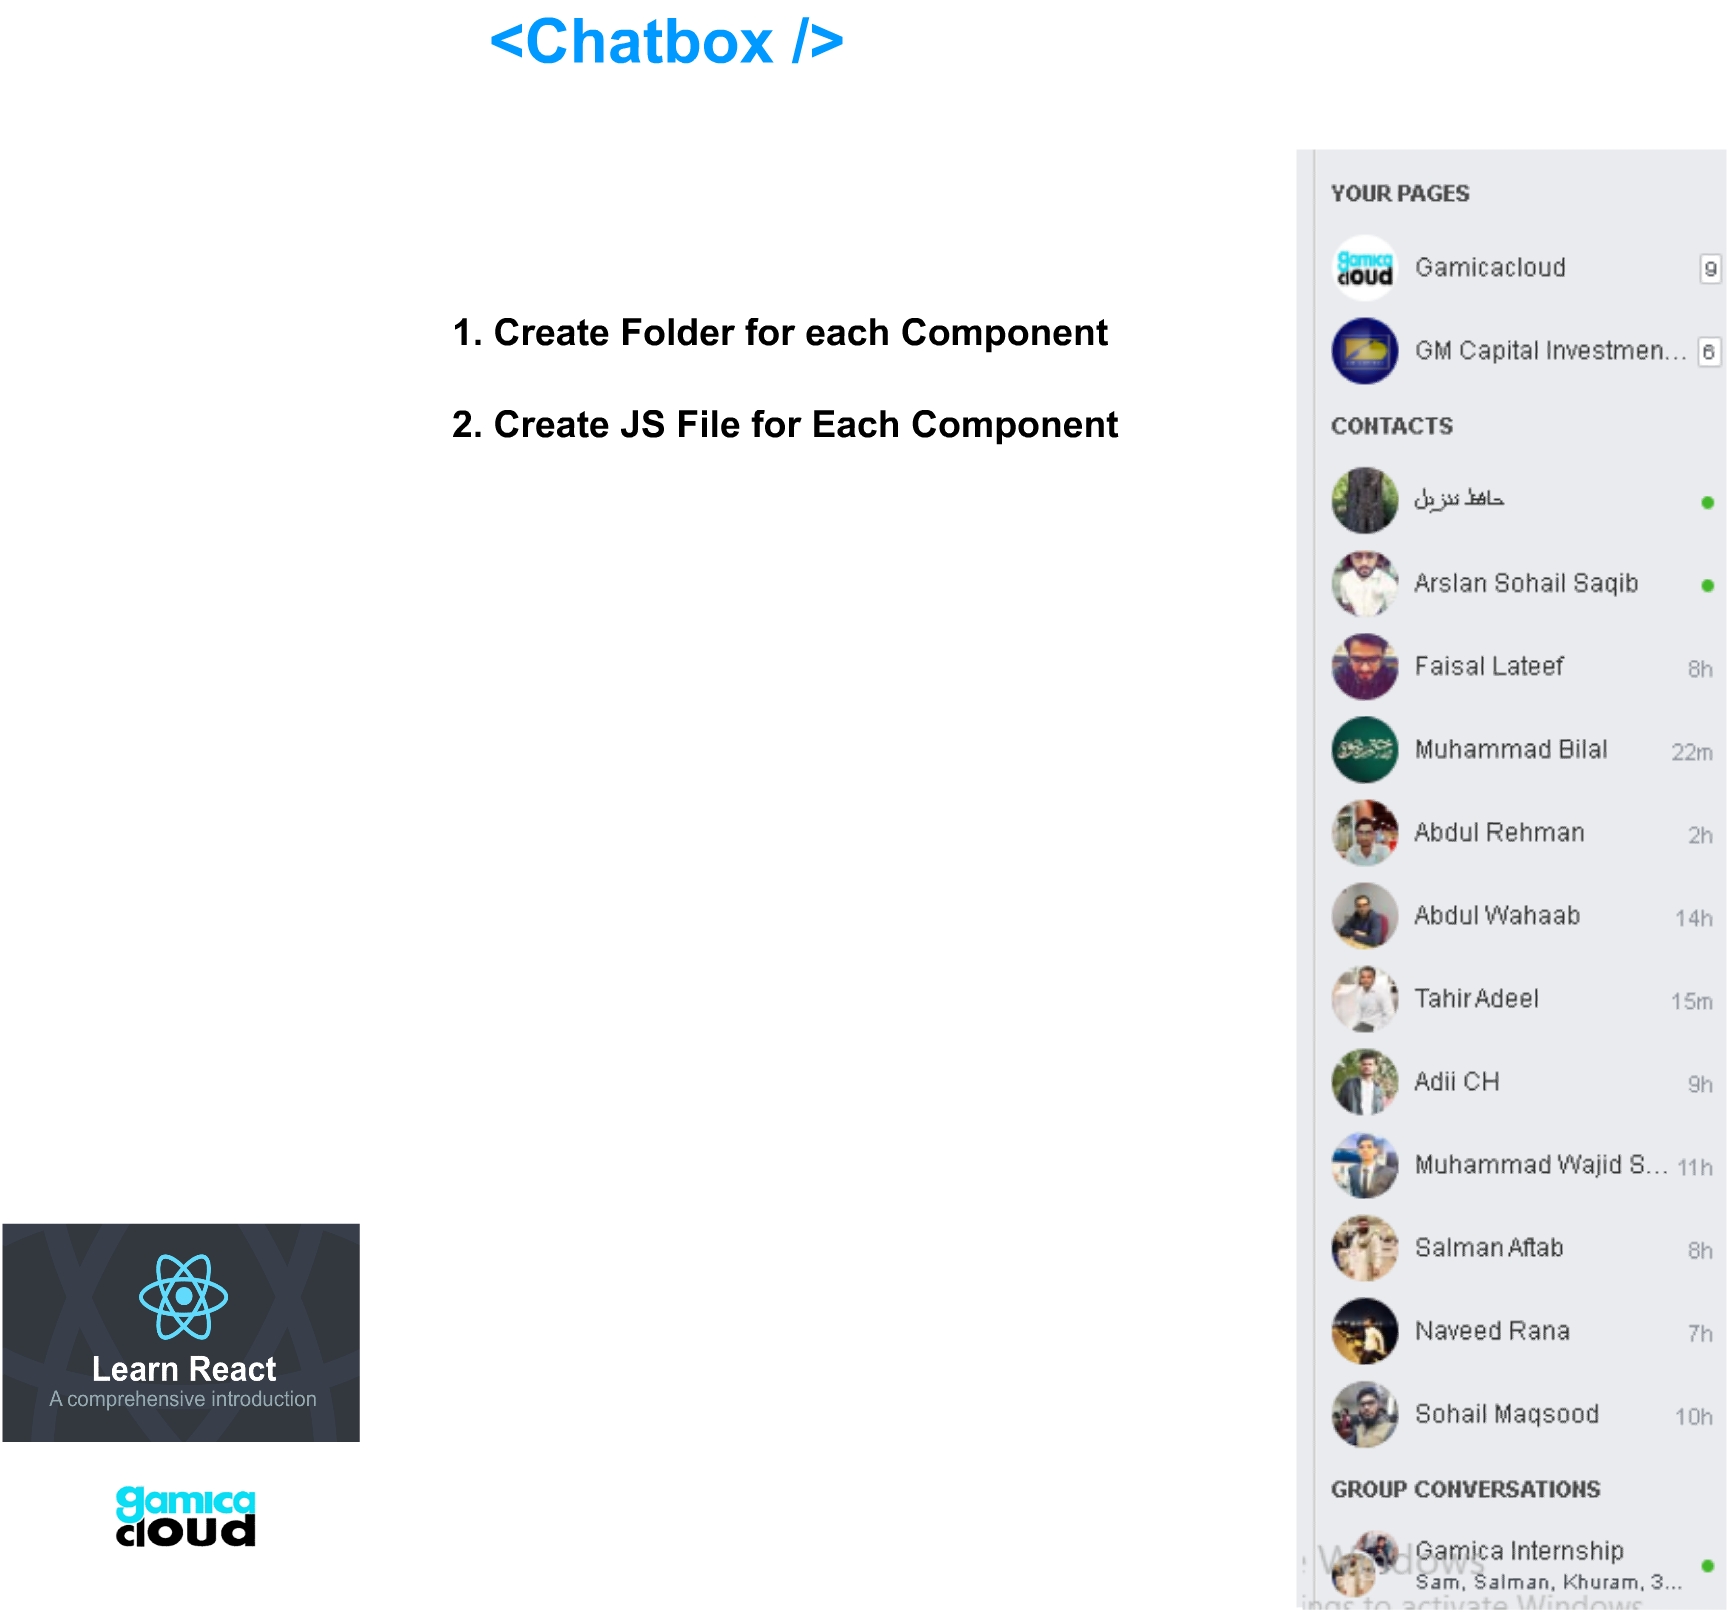 <Chatbox />
1. Create Folder for each Component
2. Create JS File for Each Component
YOUR PAGES
gamica
cloud
Gamicacloud 9
GM Capital Investmen... 6
CONTACTS
حافظ تنزیل
Arslan Sohail Saqib
Faisal Lateef 8h
Muhammad Bilal 22m
Abdul Rehman 2h
Abdul Wahaab 14h
Tahir Adeel 15m
Adii CH 9h
Muhammad Wajid S... 11h
Salman Aftab 8h
Naveed Rana 7h
Sohail Maqsood 10h
GROUP CONVERSATIONS
Gamica Internship
Sam, Salman, Khuram, 3...
Windows
ings to activate Windows
Learn React
A comprehensive introduction
gamica
cloud